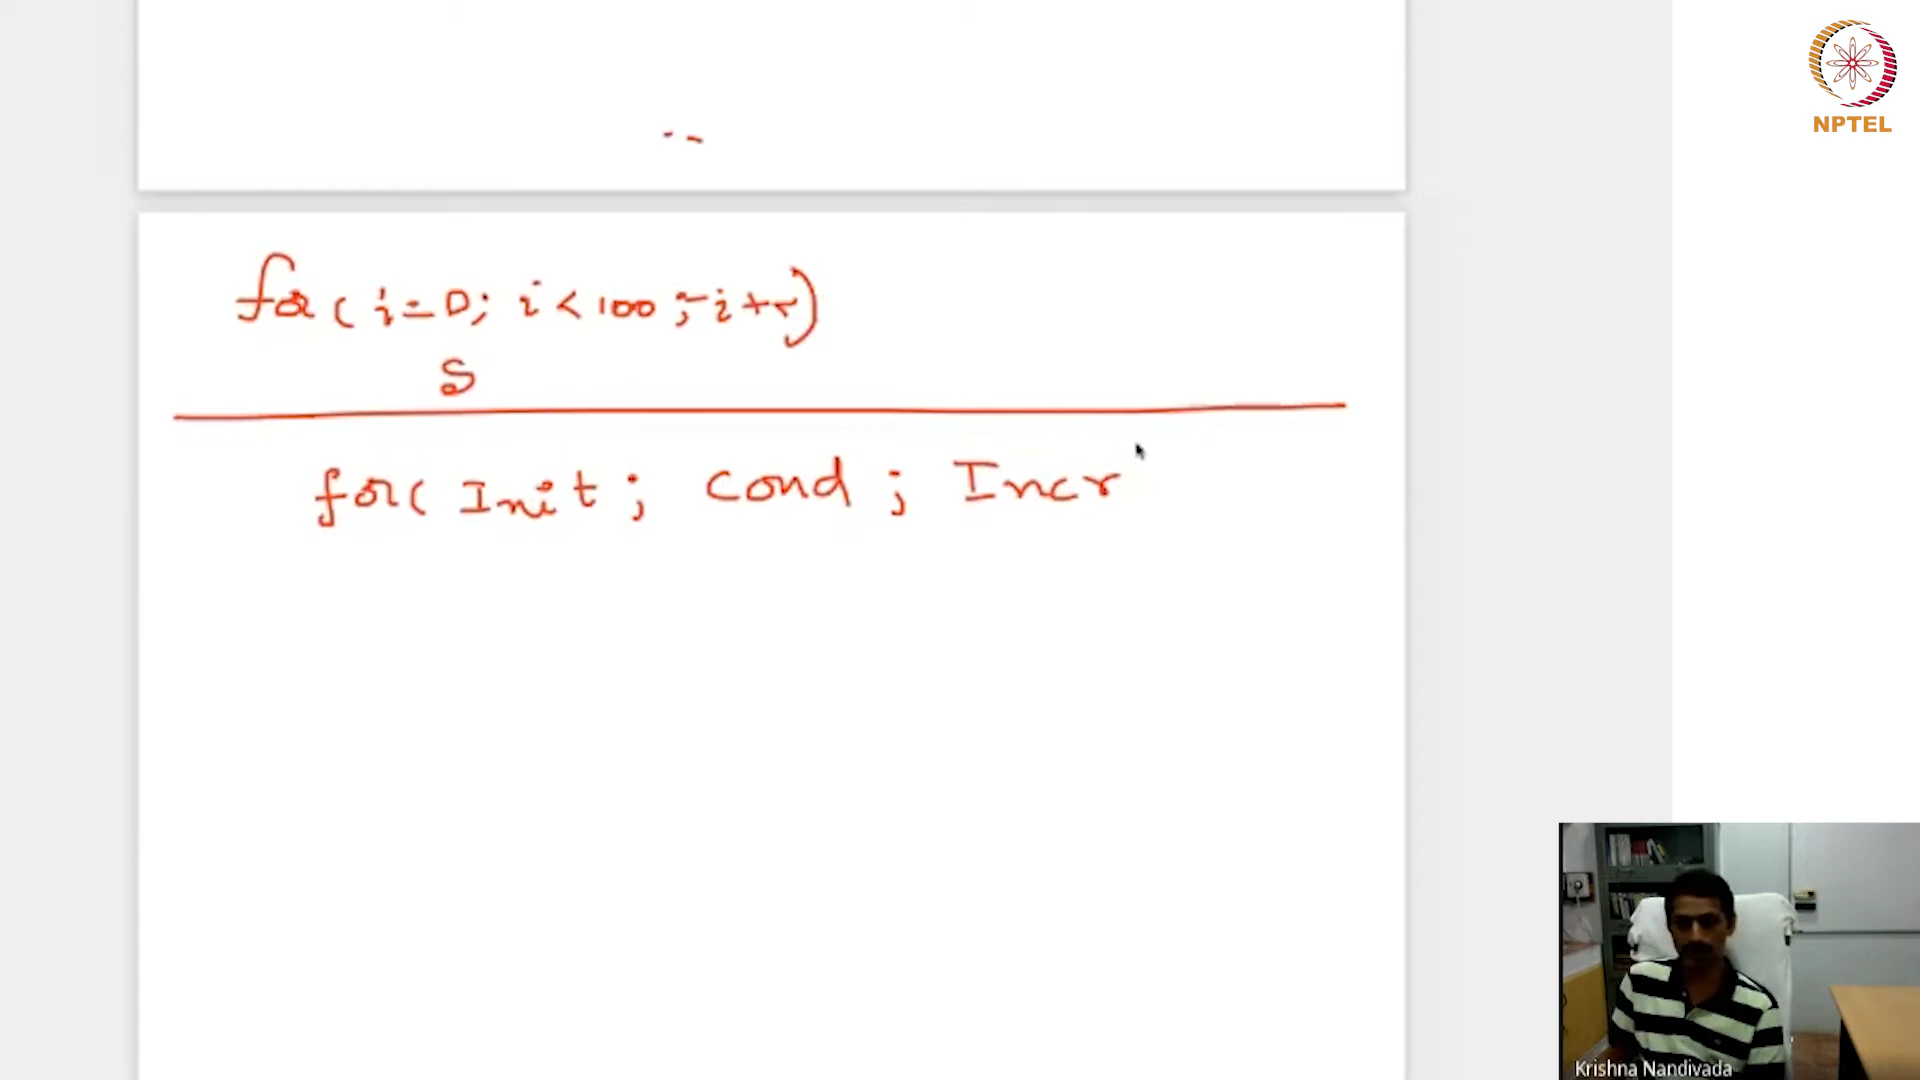 for(i=0; i<100; i++)
S
for(Init; Cond; Incr
NPTEL
Krishna Nandivada